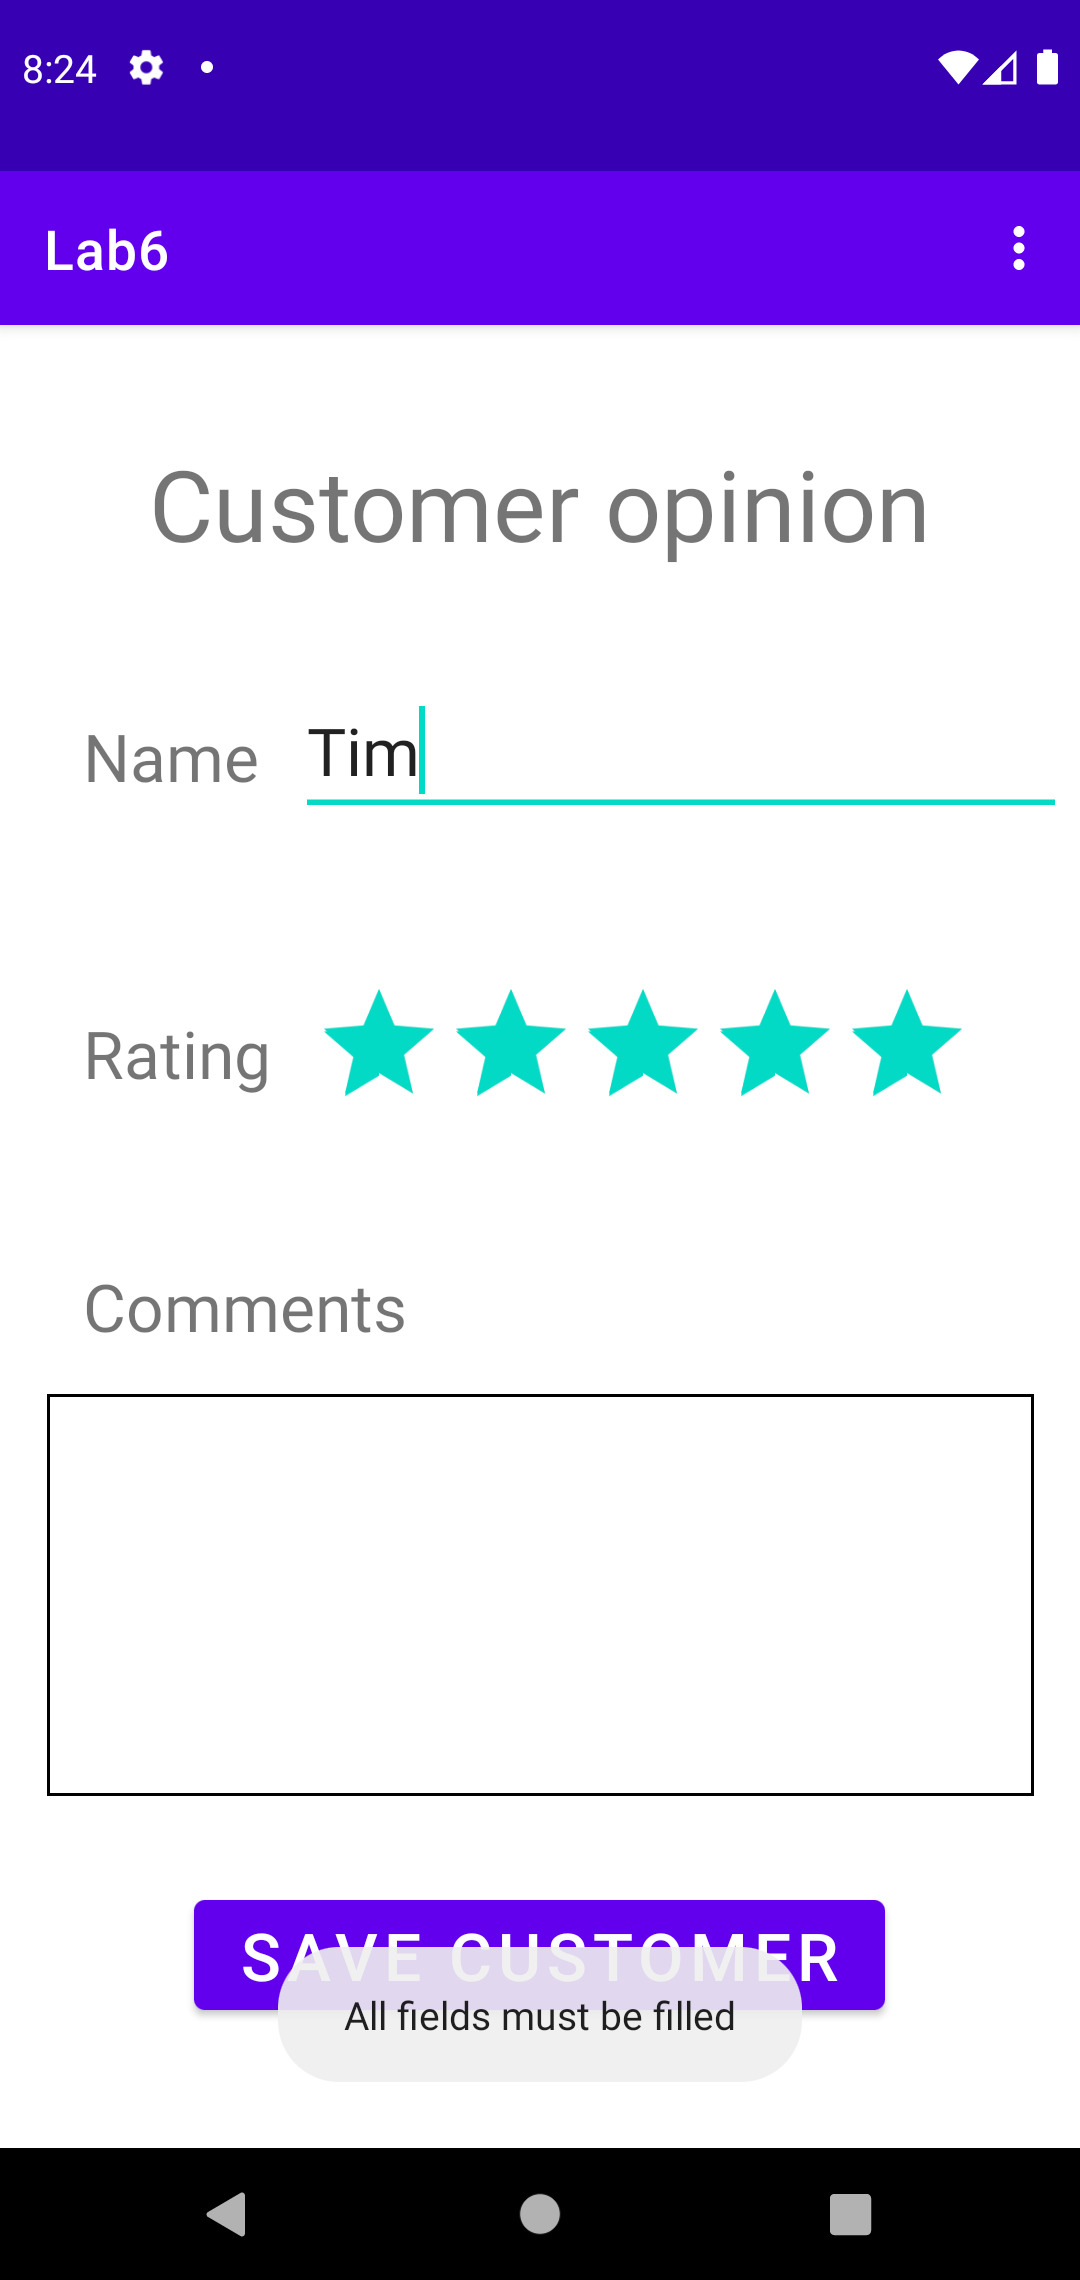 8:24
Lab6
Customer opinion
Name Tim
Rating
Comments
SAVE CUSTOMER
All fields must be filled